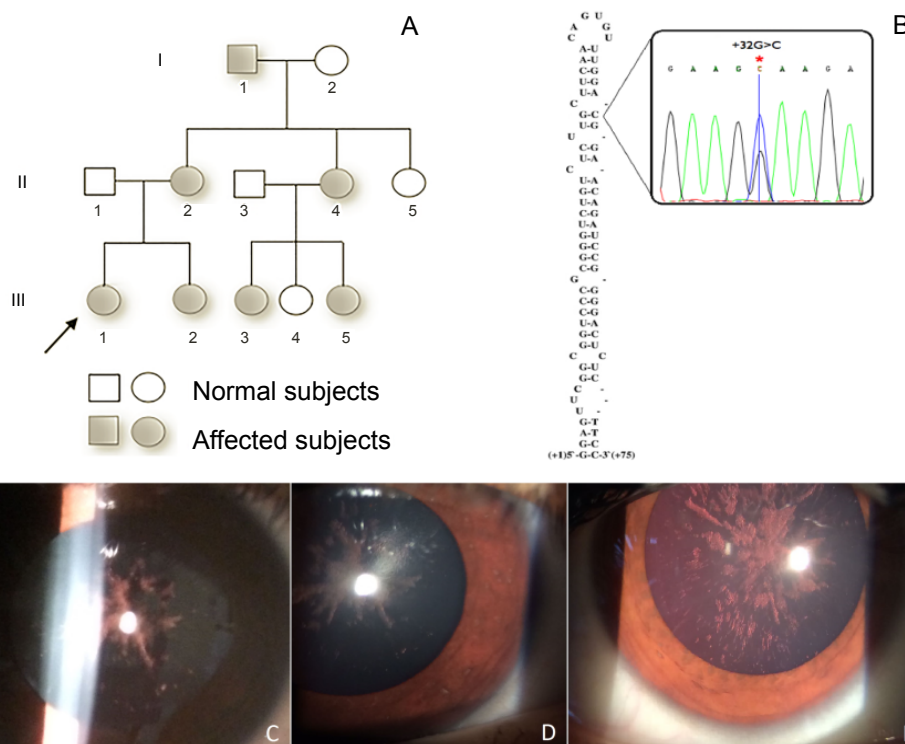 A
I
1
2
II
1
2
3
4
5
III
1
2
3
4
5
Normal subjects
Affected subjects
B
G U
A G
C U
A-U
A-U
C-G
U-G
U-A
C -
G-C
U-G
U -
C-G
U-A
C -
G -
C-G
C-G
C-A
U-C
G-U
G-C
C C
G-U
G-C
C -
U -
U -
G-T
A-T
G-C
(+1)5'-G-C-3'(+75)
+32G>C
*
G A A G C A A G A
C
D